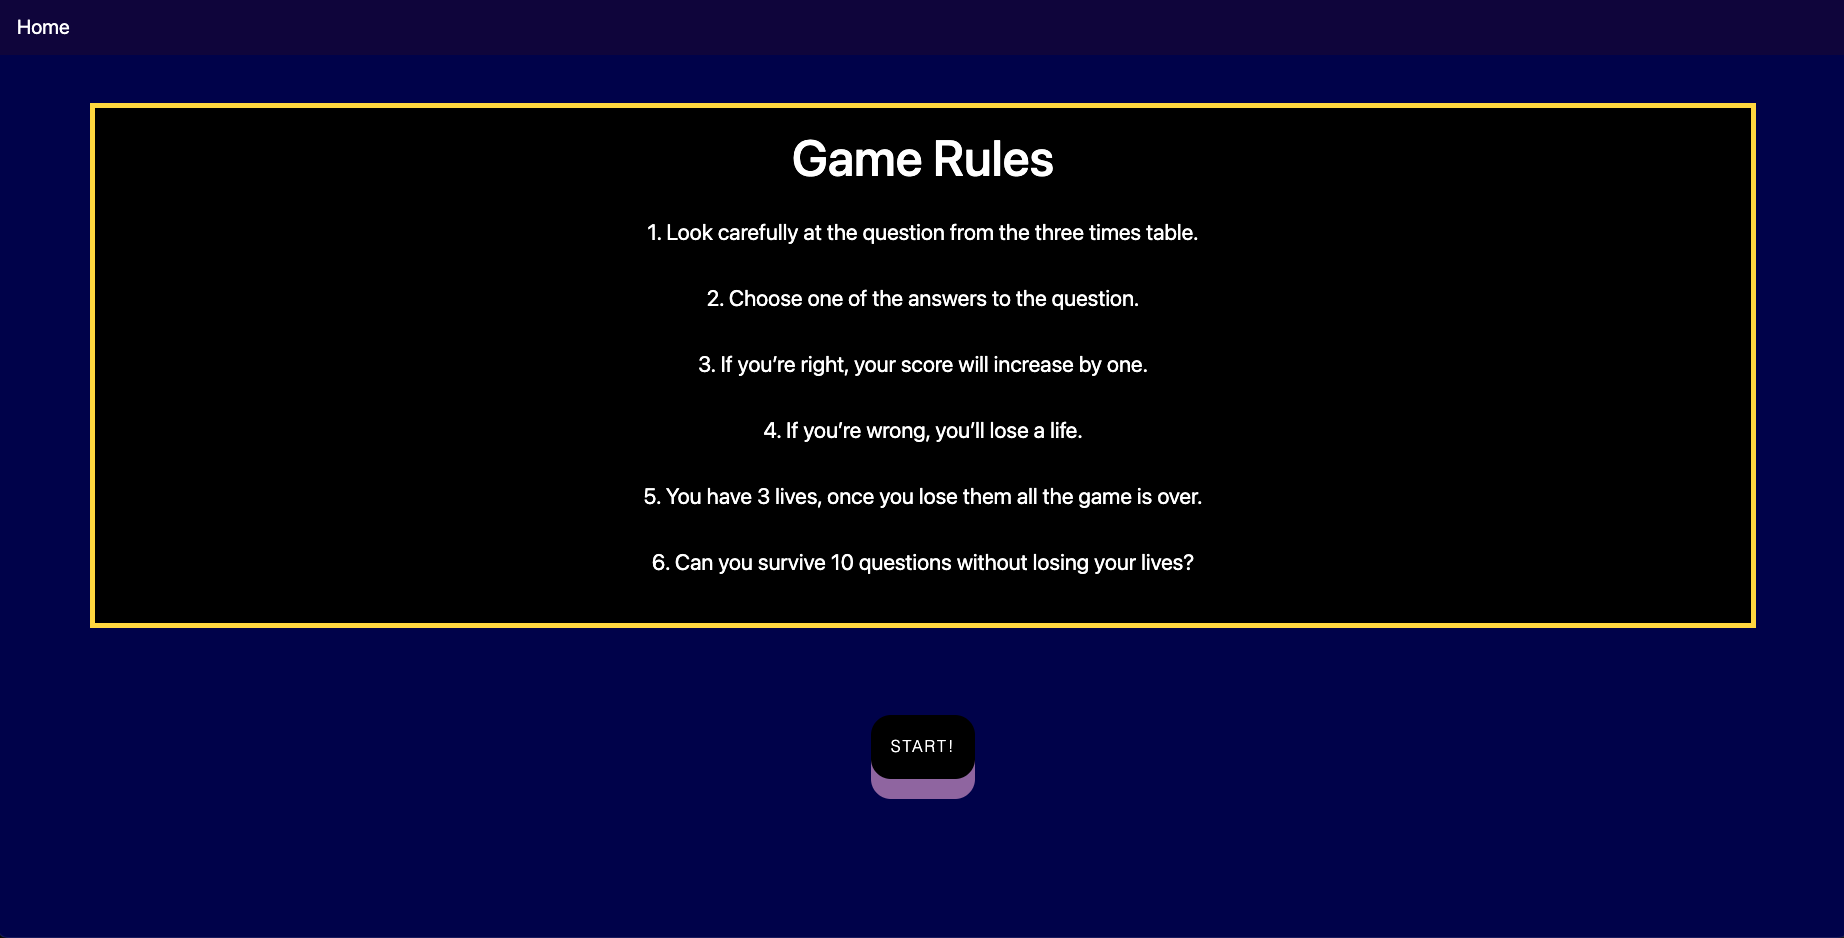 Home
Game Rules
1. Look carefully at the question from the three times table.
2. Choose one of the answers to the question.
3. If you’re right, your score will increase by one.
4. If you’re wrong, you’ll lose a life.
5. You have 3 lives, once you lose them all the game is over.
6. Can you survive 10 questions without losing your lives?
START!